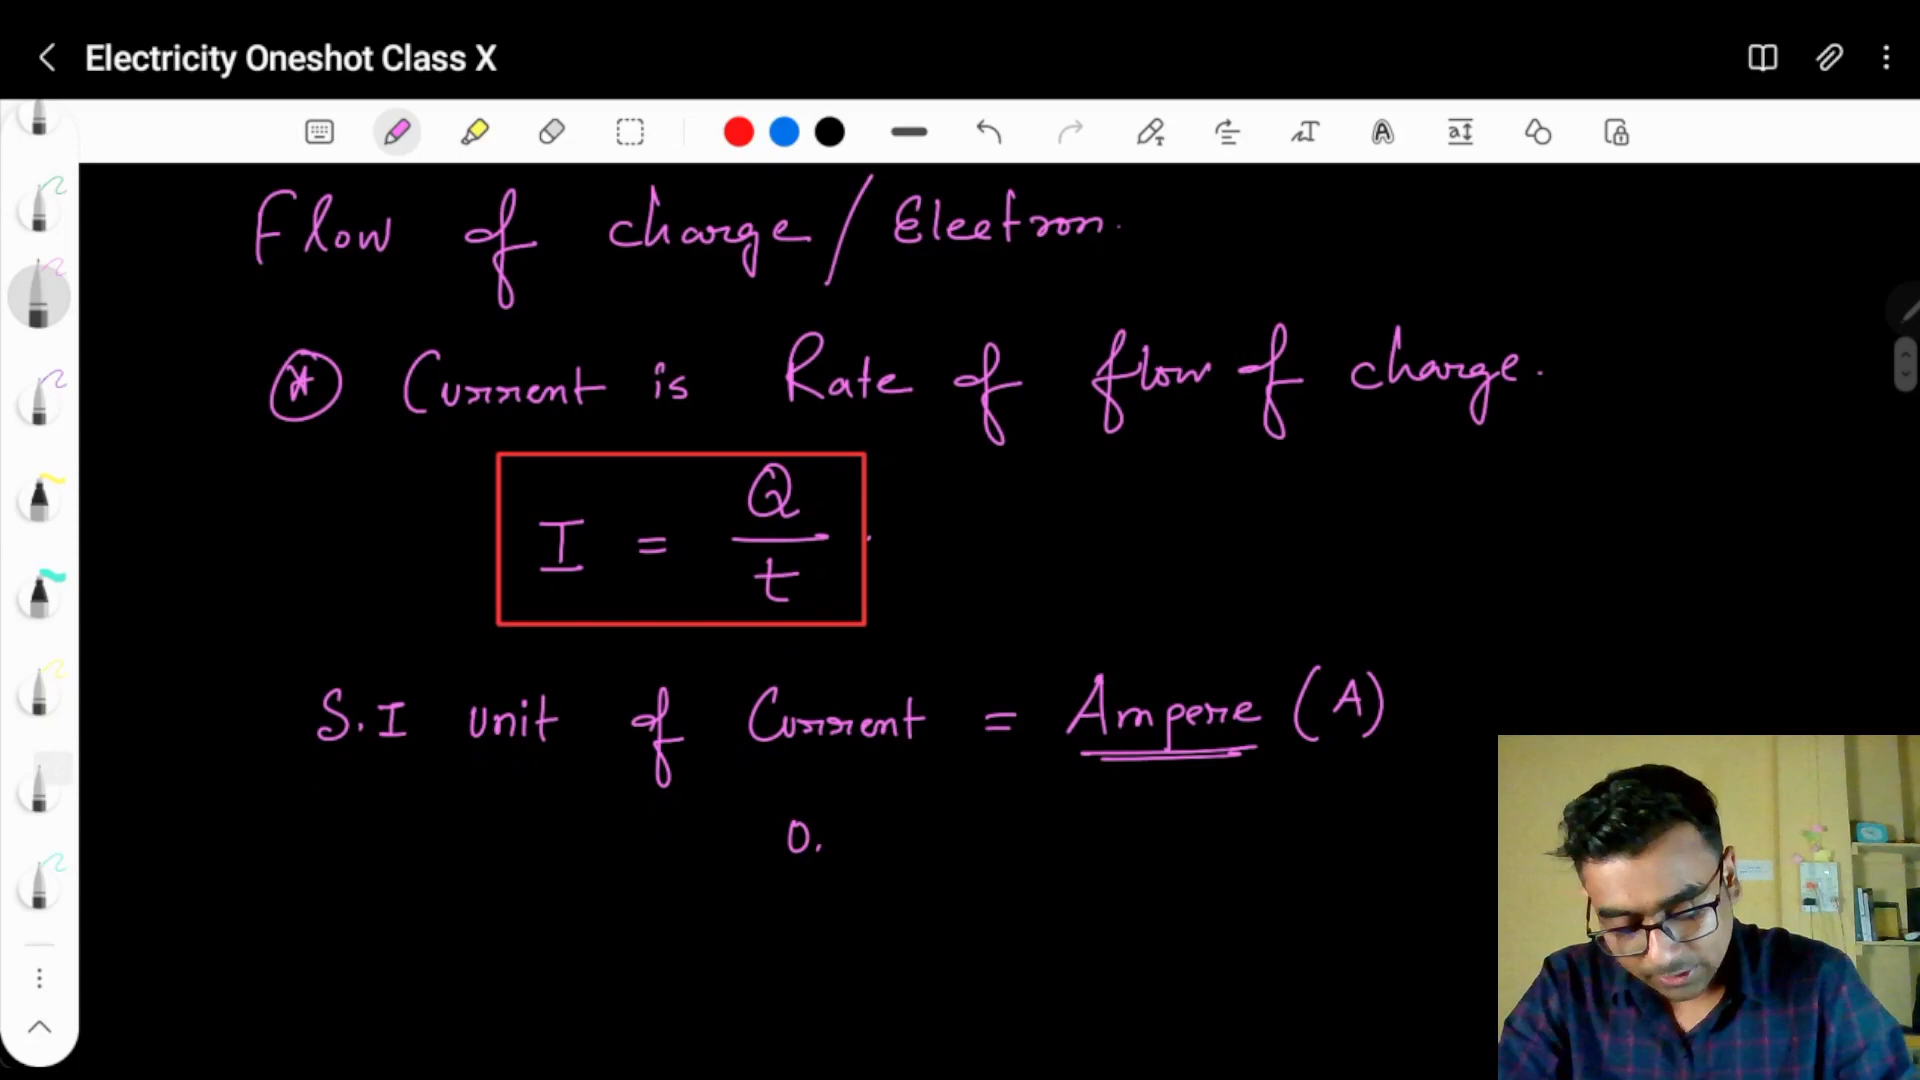 Electricity Oneshot Class X
Flow of charge/Electron.
* Current is Rate of flow of charge.
I = Q/t
S.I unit of Current = Ampere (A)
0.